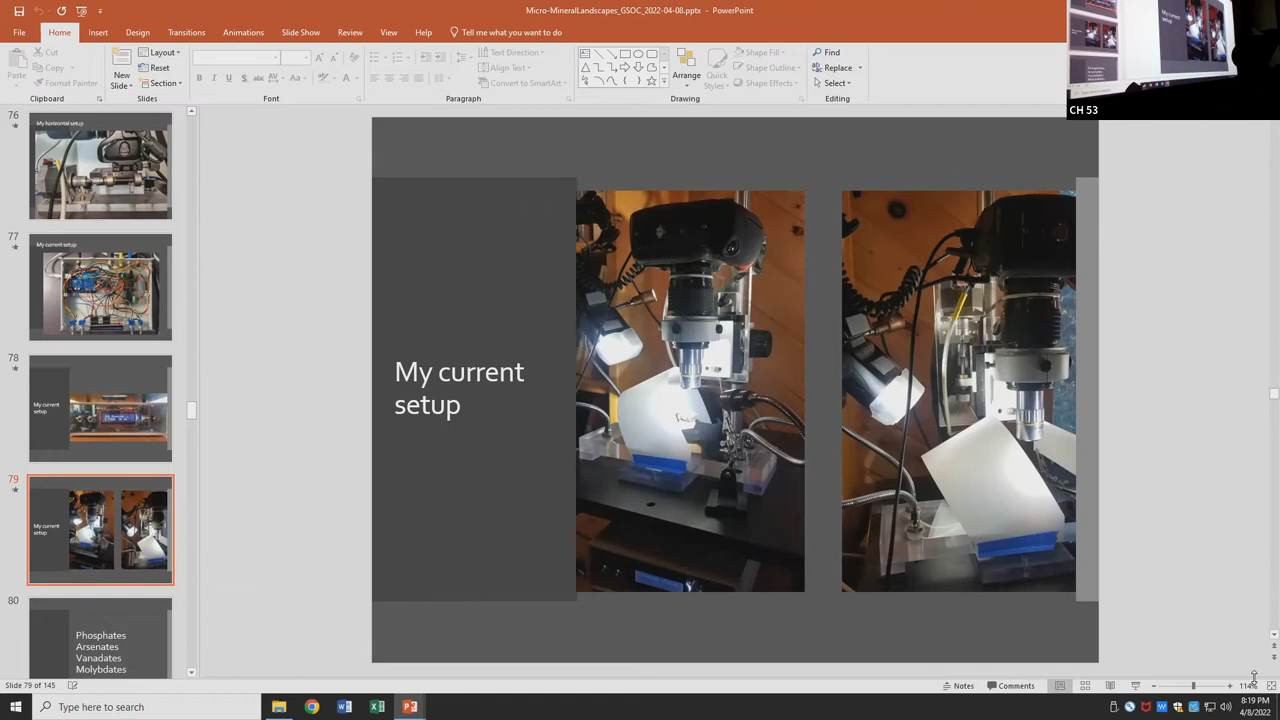 Micro-MineralLandscapes_GSOC_2022-04-08.pptx - PowerPoint
File Home Insert Design Transitions Animations Slide Show Review View Help Tell me what you want to do
Paste
Cut
Copy
Format Painter
Clipboard
New
Slide
Layout
Reset
Section
Slides
Font
Text Direction
Align Text
Convert to SmartArt
Paragraph
Arrange
Quick
Styles
Shape Fill
Shape Outline
Shape Effects
Drawing
Find
Replace
Select
Editing
CH 53
76
My horizontal setup
77
My current setup
78
My current
setup
79
My current
setup
80
Phosphates
Arsenates
Vanadates
Molybdates
My current
setup
Slide 79 of 145
Notes
Comments
114%
Type here to search
8:19 PM
4/8/2022